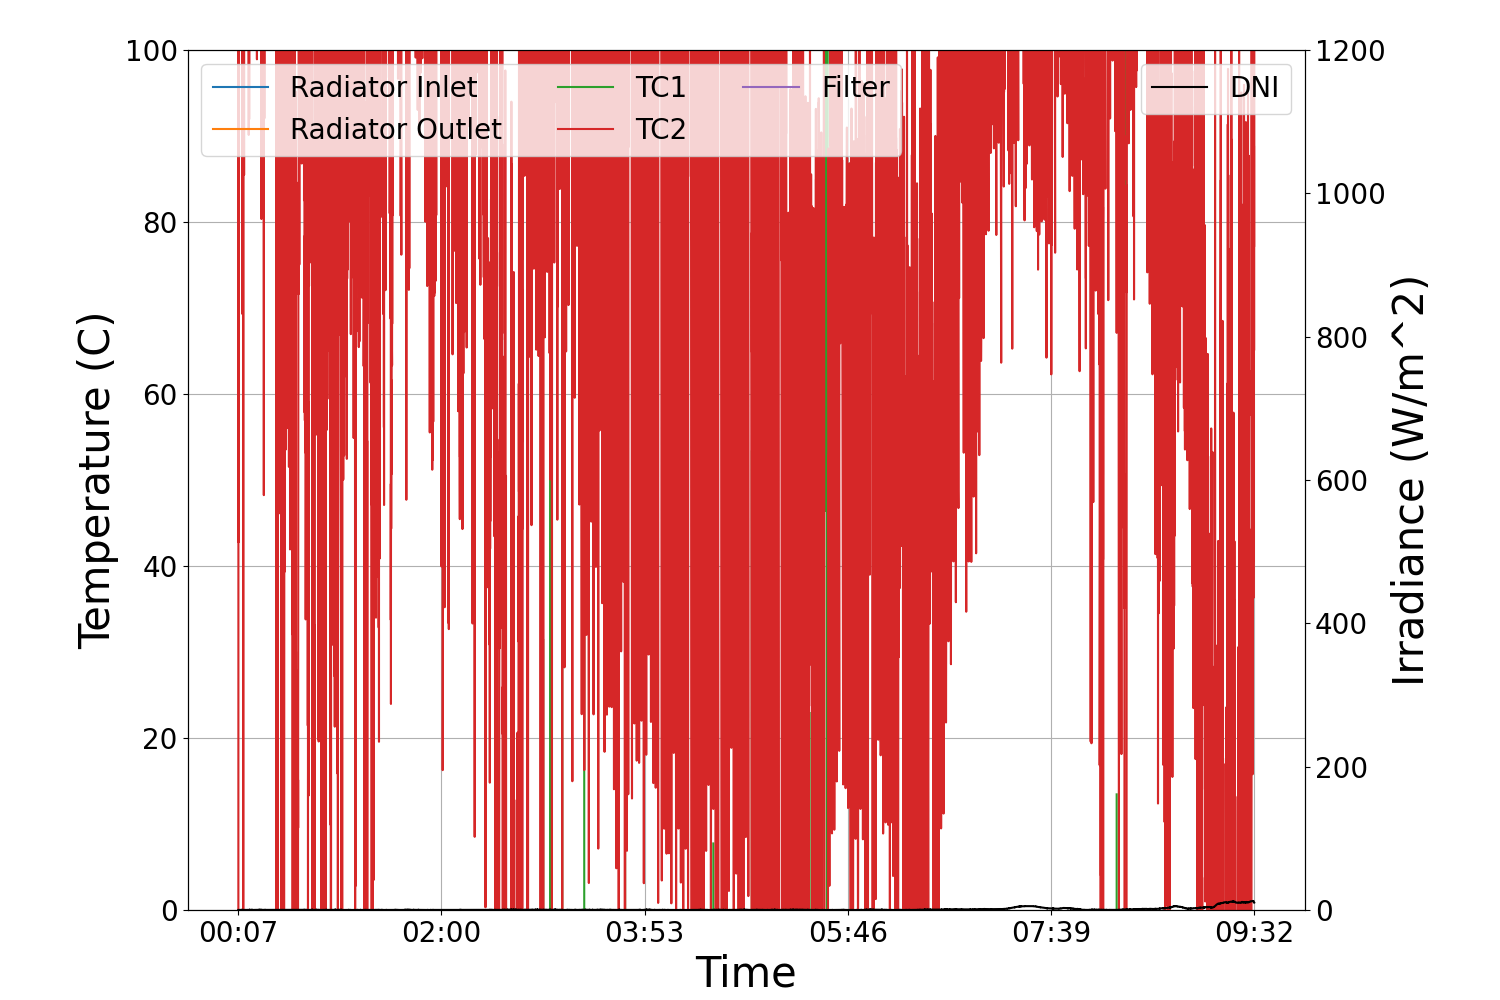 Radiator Inlet
Radiator Outlet
TC1
TC2
Filter
DNI
Temperature (C)
100
80
60
40
20
0
Irradiance (W/m^2)
1200
1000
800
600
400
200
0
00:07 02:00 03:53 05:46 07:39 09:32
Time